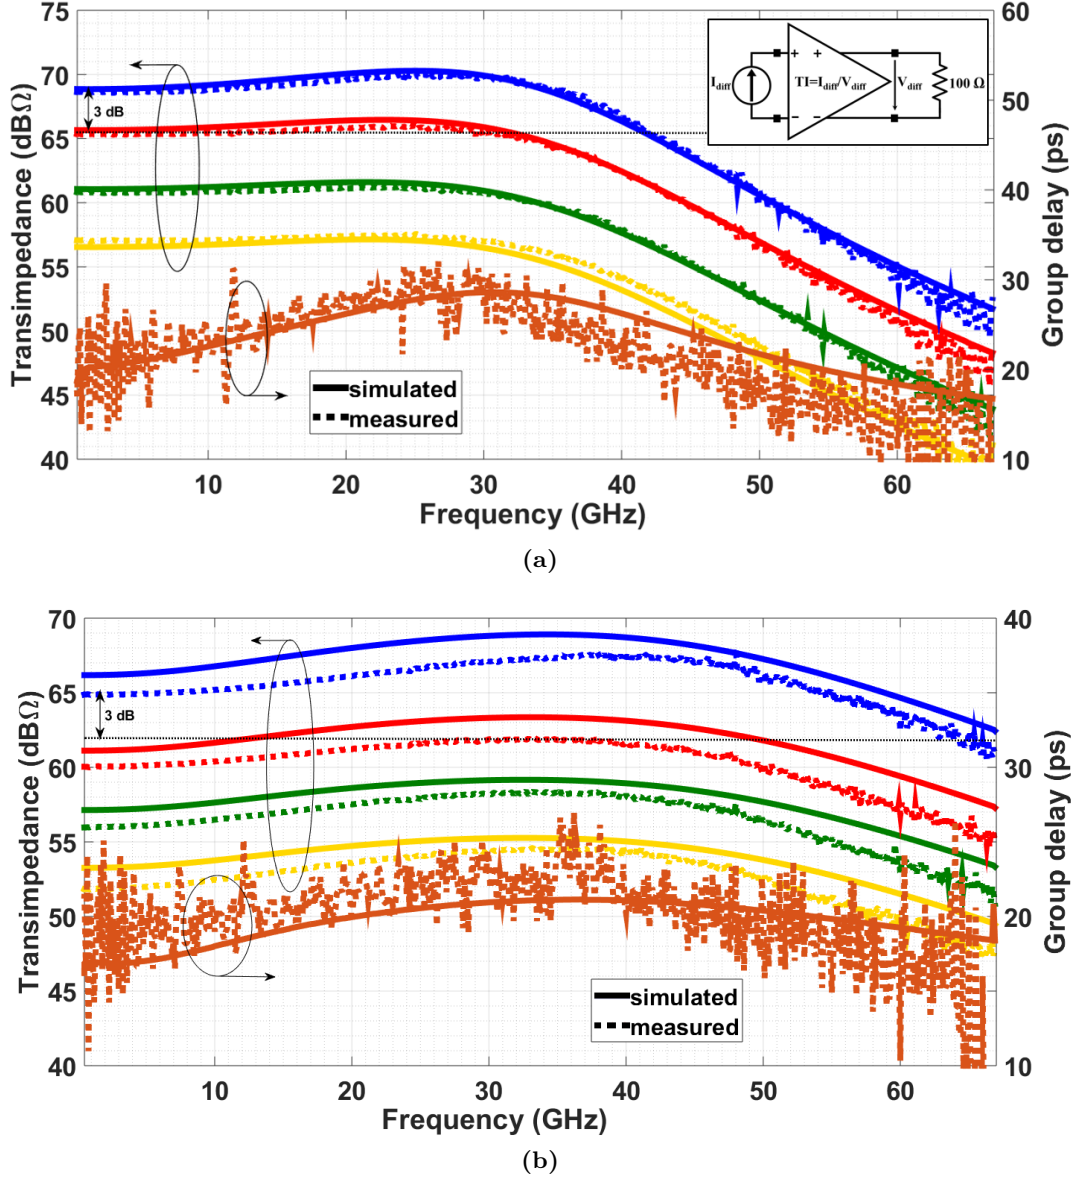 75
70
65
60
55
50
45
40
Transimpedance (dBΩ)
60
50
40
30
20
10
Group delay (ps)
3 dB
I_diff
+ +
TI=I_diff/V_diff
− −
V_diff
100 Ω
simulated
measured
10 20 30 40 50 60
Frequency (GHz)
(a)
70
65
60
55
50
45
40
Transimpedance (dBΩ)
40
30
20
10
Group delay (ps)
3 dB
simulated
measured
10 20 30 40 50 60
Frequency (GHz)
(b)